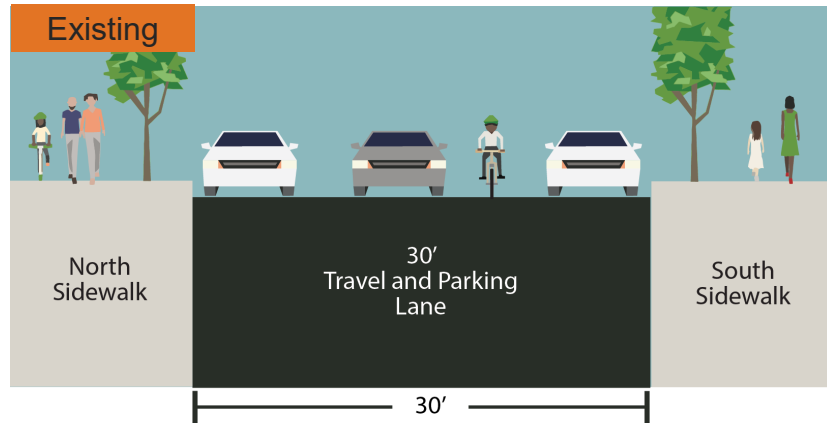 Existing
North
Sidewalk
30’
Travel and Parking
Lane
South
Sidewalk
30’